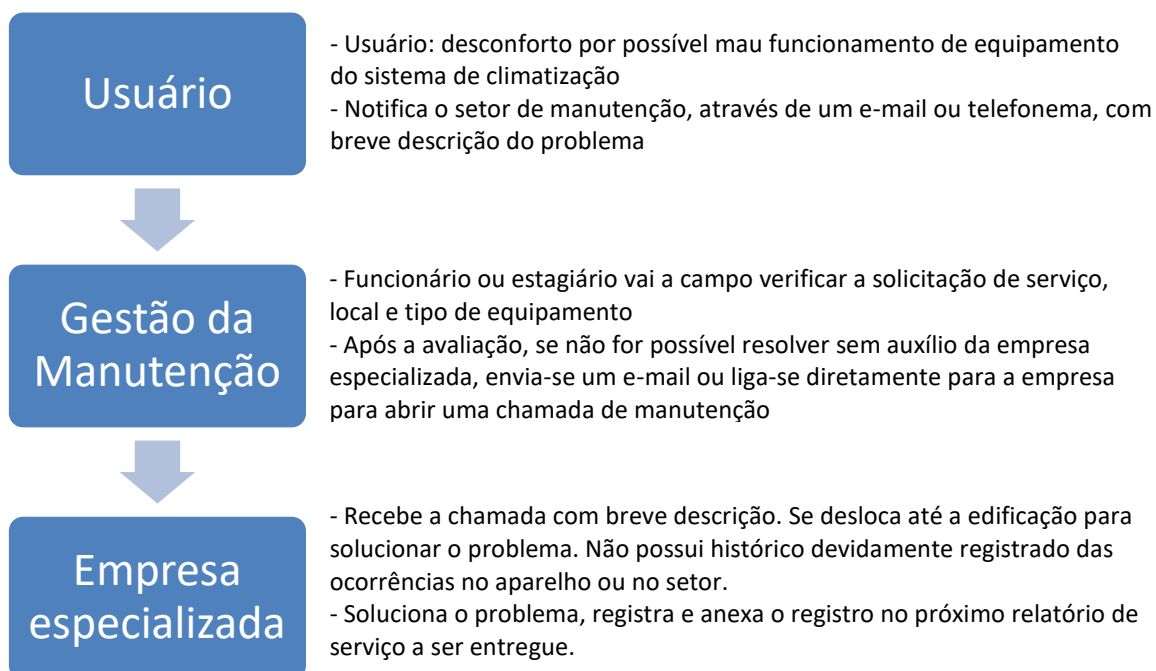 Usuário
- Usuário: desconforto por possível mau funcionamento de equipamento
do sistema de climatização
- Notifica o setor de manutenção, através de um e-mail ou telefonema, com
breve descrição do problema
Gestão da
Manutenção
- Funcionário ou estagiário vai a campo verificar a solicitação de serviço,
local e tipo de equipamento
- Após a avaliação, se não for possível resolver sem auxílio da empresa
especializada, envia-se um e-mail ou liga-se diretamente para a empresa
para abrir uma chamada de manutenção
Empresa
especializada
- Recebe a chamada com breve descrição. Se desloca até a edificação para
solucionar o problema. Não possui histórico devidamente registrado das
ocorrências no aparelho ou no setor.
- Soluciona o problema, registra e anexa o registro no próximo relatório de
serviço a ser entregue.